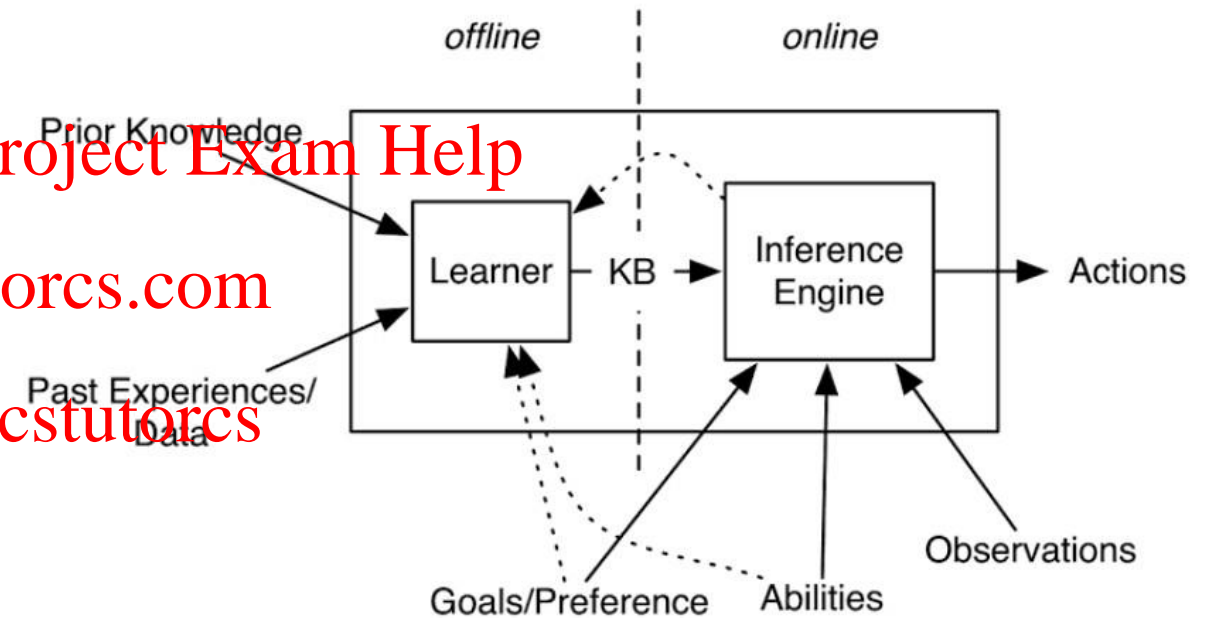 offline
online
Prior Knowledge
roject Exam Help
Learner
KB
Inference
Engine
Actions
orcs.com
Past Experiences/
Data
cstutorcs
Observations
Goals/Preference
Abilities